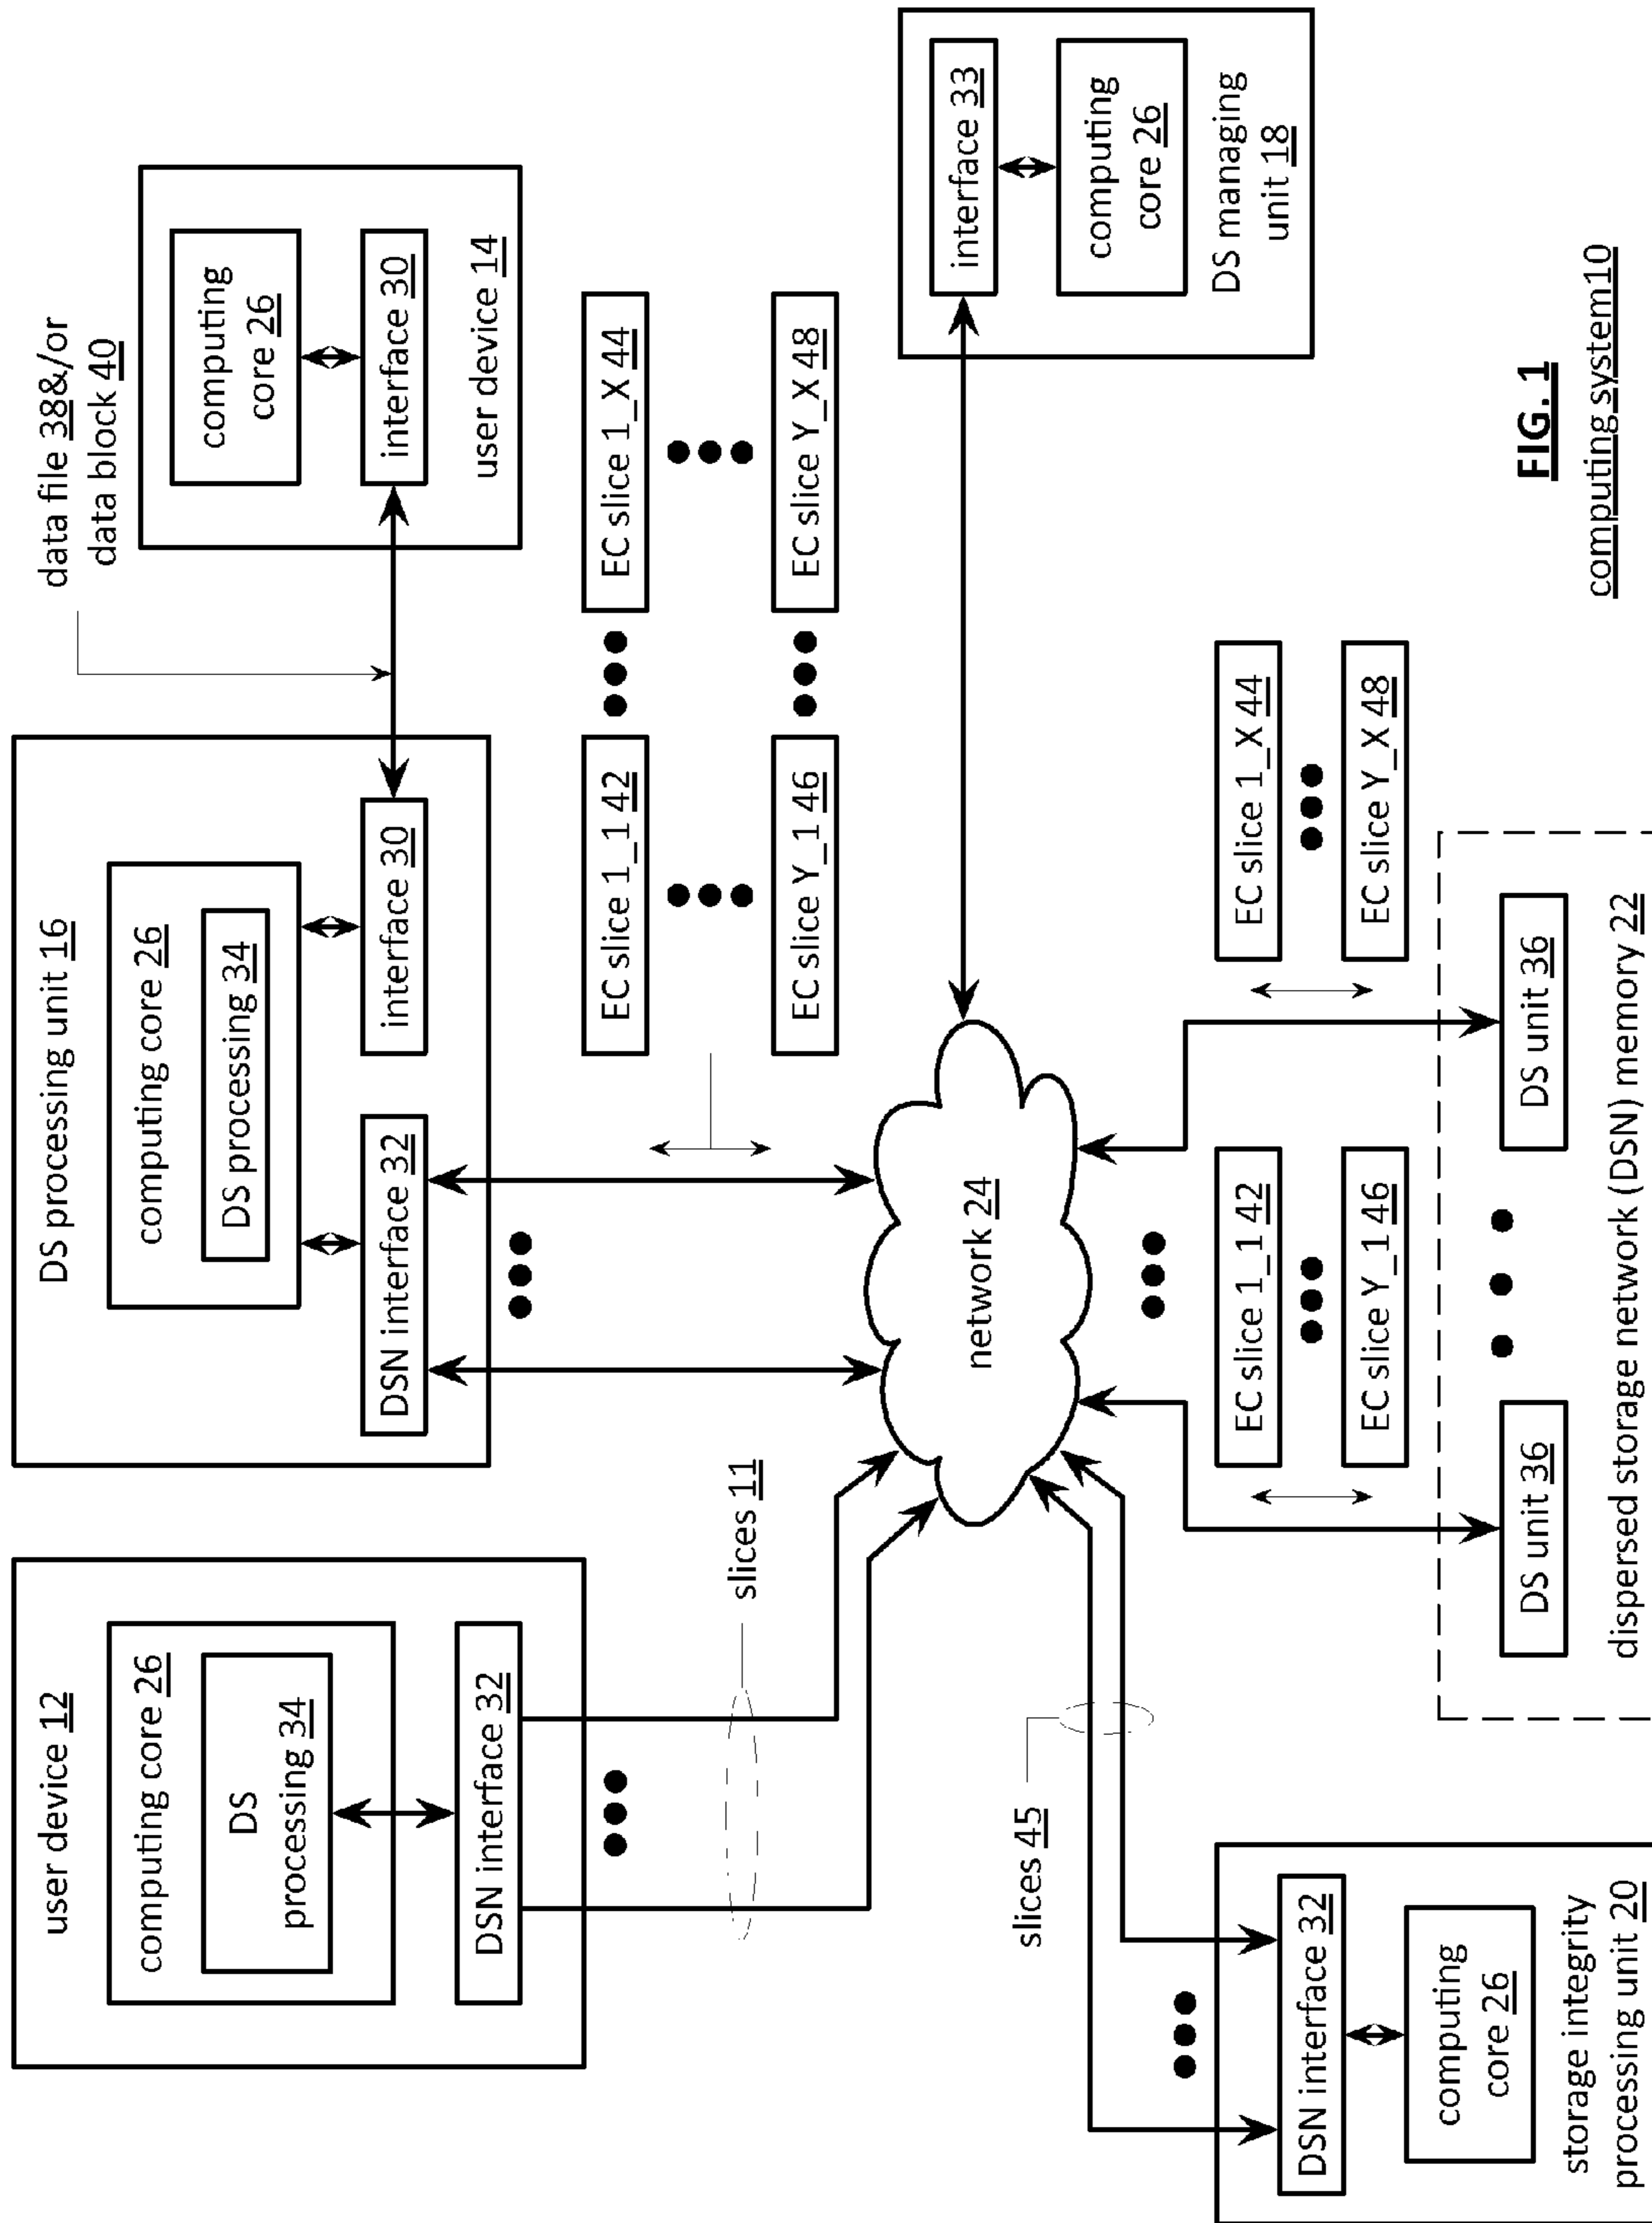 user device 12
computing core 26
DS
processing 34
DSN interface 32
slices 11
DS processing unit 16
computing core 26
DS processing 34
DSN interface 32
interface 30
data file 38&/or
data block 40
computing
core 26
interface 30
user device 14
EC slice 1_1 42
EC slice 1_X 44
EC slice Y_1 46
EC slice Y_X 48
network 24
interface 33
computing
core 26
DS managing
unit 18
slices 45
DSN interface 32
computing
core 26
storage integrity
processing unit 20
EC slice 1_1 42
EC slice Y_1 46
EC slice 1_X 44
EC slice Y_X 48
DS unit 36
DS unit 36
dispersed storage network (DSN) memory 22
FIG. 1
computing system10